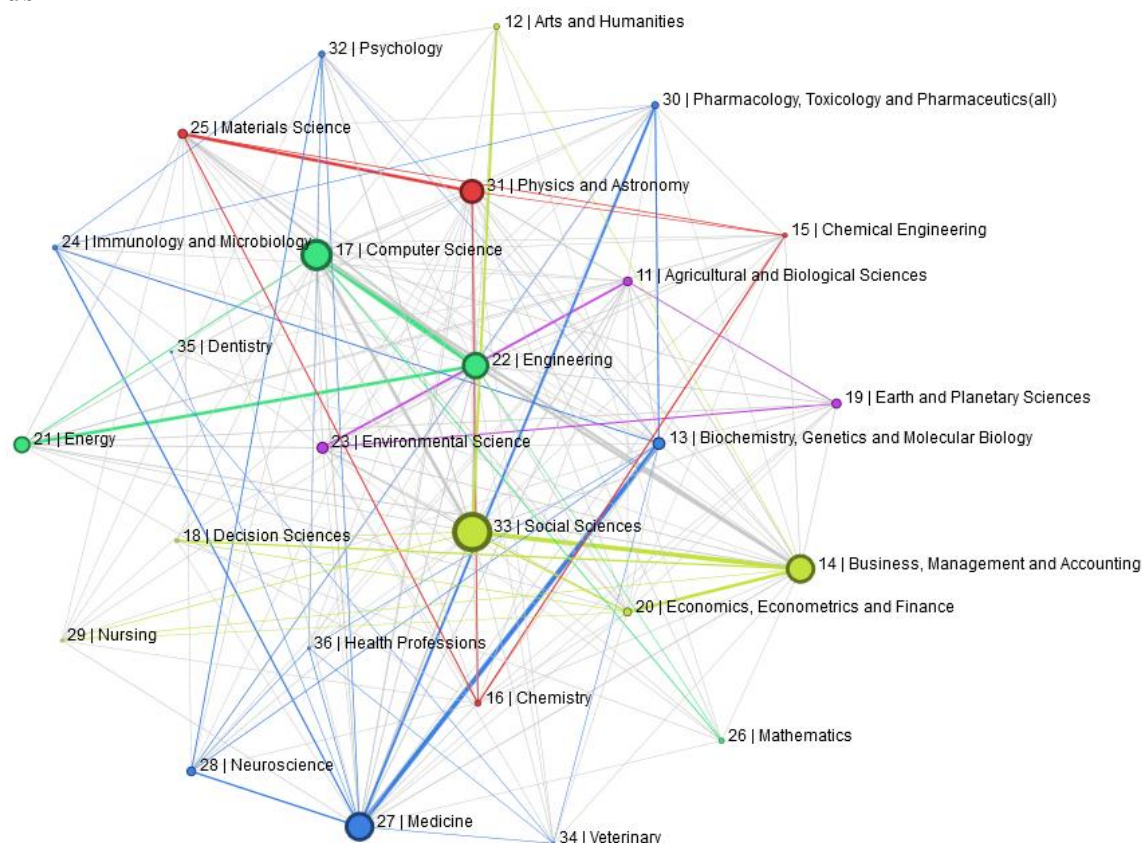 12 | Arts and Humanities
32 | Psychology
30 | Pharmacology, Toxicology and Pharmaceutics(all)
25 | Materials Science
31 | Physics and Astronomy
15 | Chemical Engineering
24 | Immunology and Microbiology
17 | Computer Science
11 | Agricultural and Biological Sciences
35 | Dentistry
22 | Engineering
19 | Earth and Planetary Sciences
21 | Energy
23 | Environmental Science
13 | Biochemistry, Genetics and Molecular Biology
33 | Social Sciences
18 | Decision Sciences
14 | Business, Management and Accounting
20 | Economics, Econometrics and Finance
29 | Nursing
36 | Health Professions
16 | Chemistry
26 | Mathematics
28 | Neuroscience
27 | Medicine
34 | Veterinary